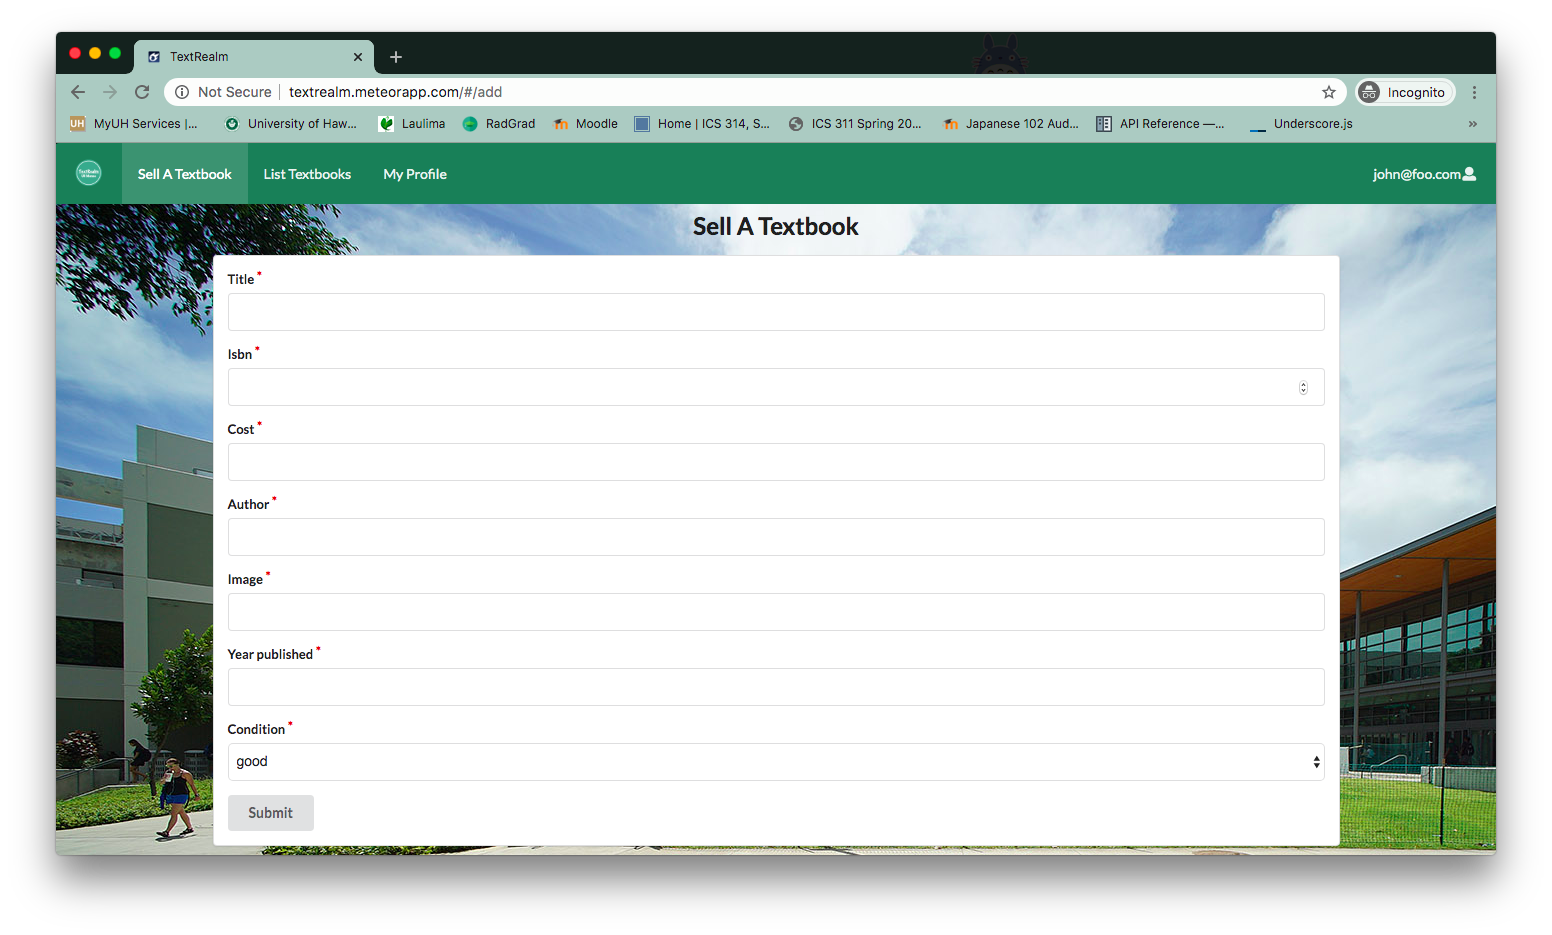 TextRealm
Not Secure textrealm.meteorapp.com/#/add Incognito
UH MyUH Services |... University of Haw... Laulima RadGrad Moodle Home | ICS 314, S... ICS 311 Spring 20... Japanese 102 Aud... API Reference —... Underscore.js »
TextRealm Sell A Textbook List Textbooks My Profile john@foo.com
Sell A Textbook
Title *
Isbn *
Cost *
Author *
Image *
Year published *
Condition *
good
Submit